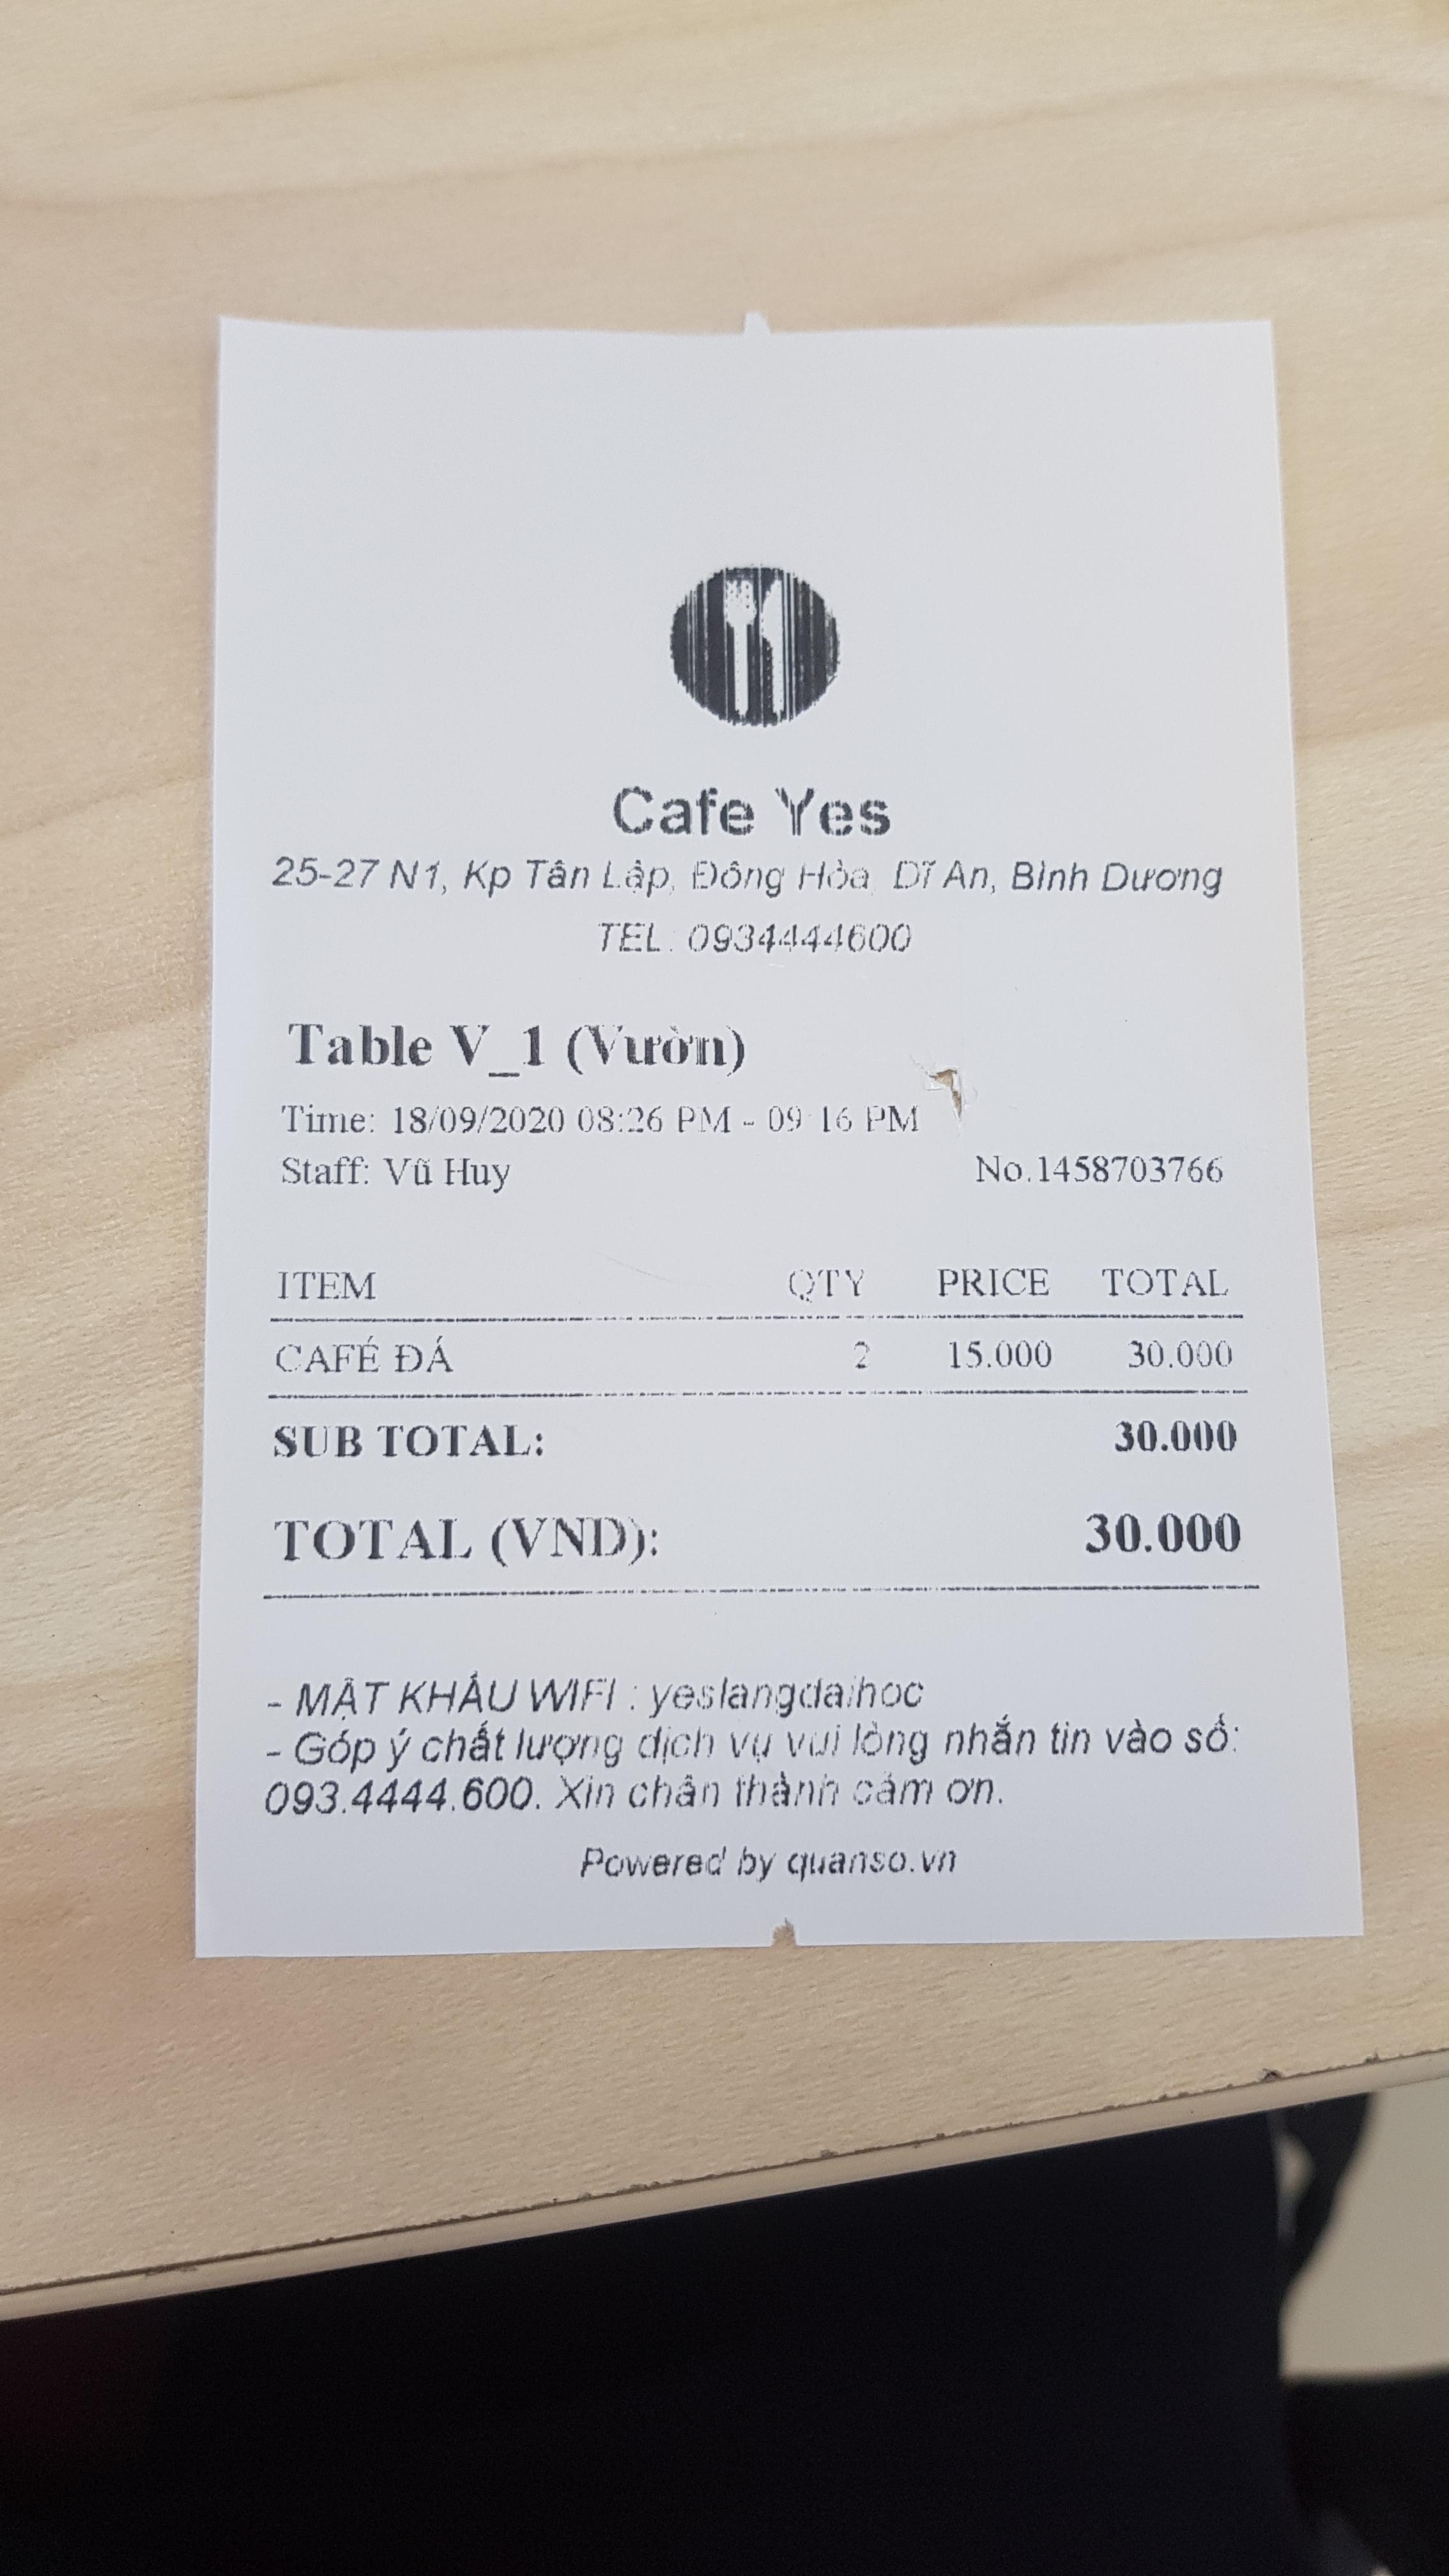 Cafe Yes
25-27 N1, Kp Tân Lập, Đông Hòa, Dĩ An, Bình Dương
TEL: 0934444600
Table V_1 (Vườn)
Time: 18/09/2020 08:26 PM - 09:16 PM
Staff: Vũ Huy No.1458703766
ITEM QTY PRICE TOTAL
CAFÉ ĐÁ 2 15.000 30.000
SUB TOTAL: 30.000
TOTAL (VND): 30.000
- MẬT KHẨU WIFI : yeslangdaihoc
- Góp ý chất lượng dịch vụ vui lòng nhắn tin vào số:
093.4444.600. Xin chân thành cảm ơn.
Powered by quanso.vn